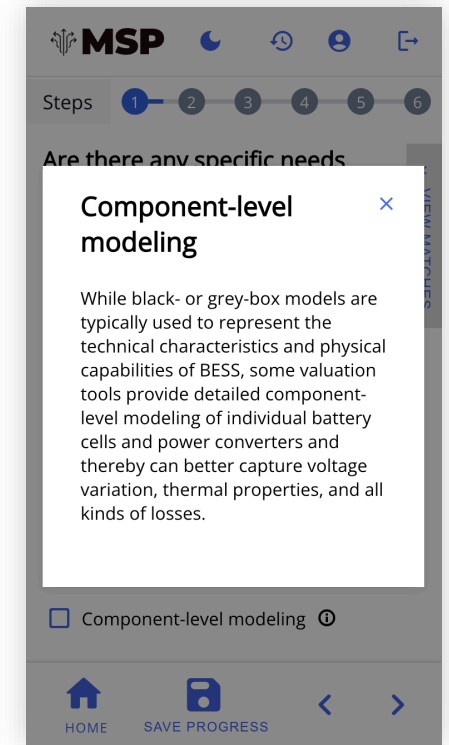 MSP
Steps 1 2 3 4 5 6
Are there any specific needs
VIEW MATCHES
Component-level
modeling
While black- or grey-box models are
typically used to represent the
technical characteristics and physical
capabilities of BESS, some valuation
tools provide detailed component-
level modeling of individual battery
cells and power converters and
thereby can better capture voltage
variation, thermal properties, and all
kinds of losses.
Component-level modeling
HOME SAVE PROGRESS